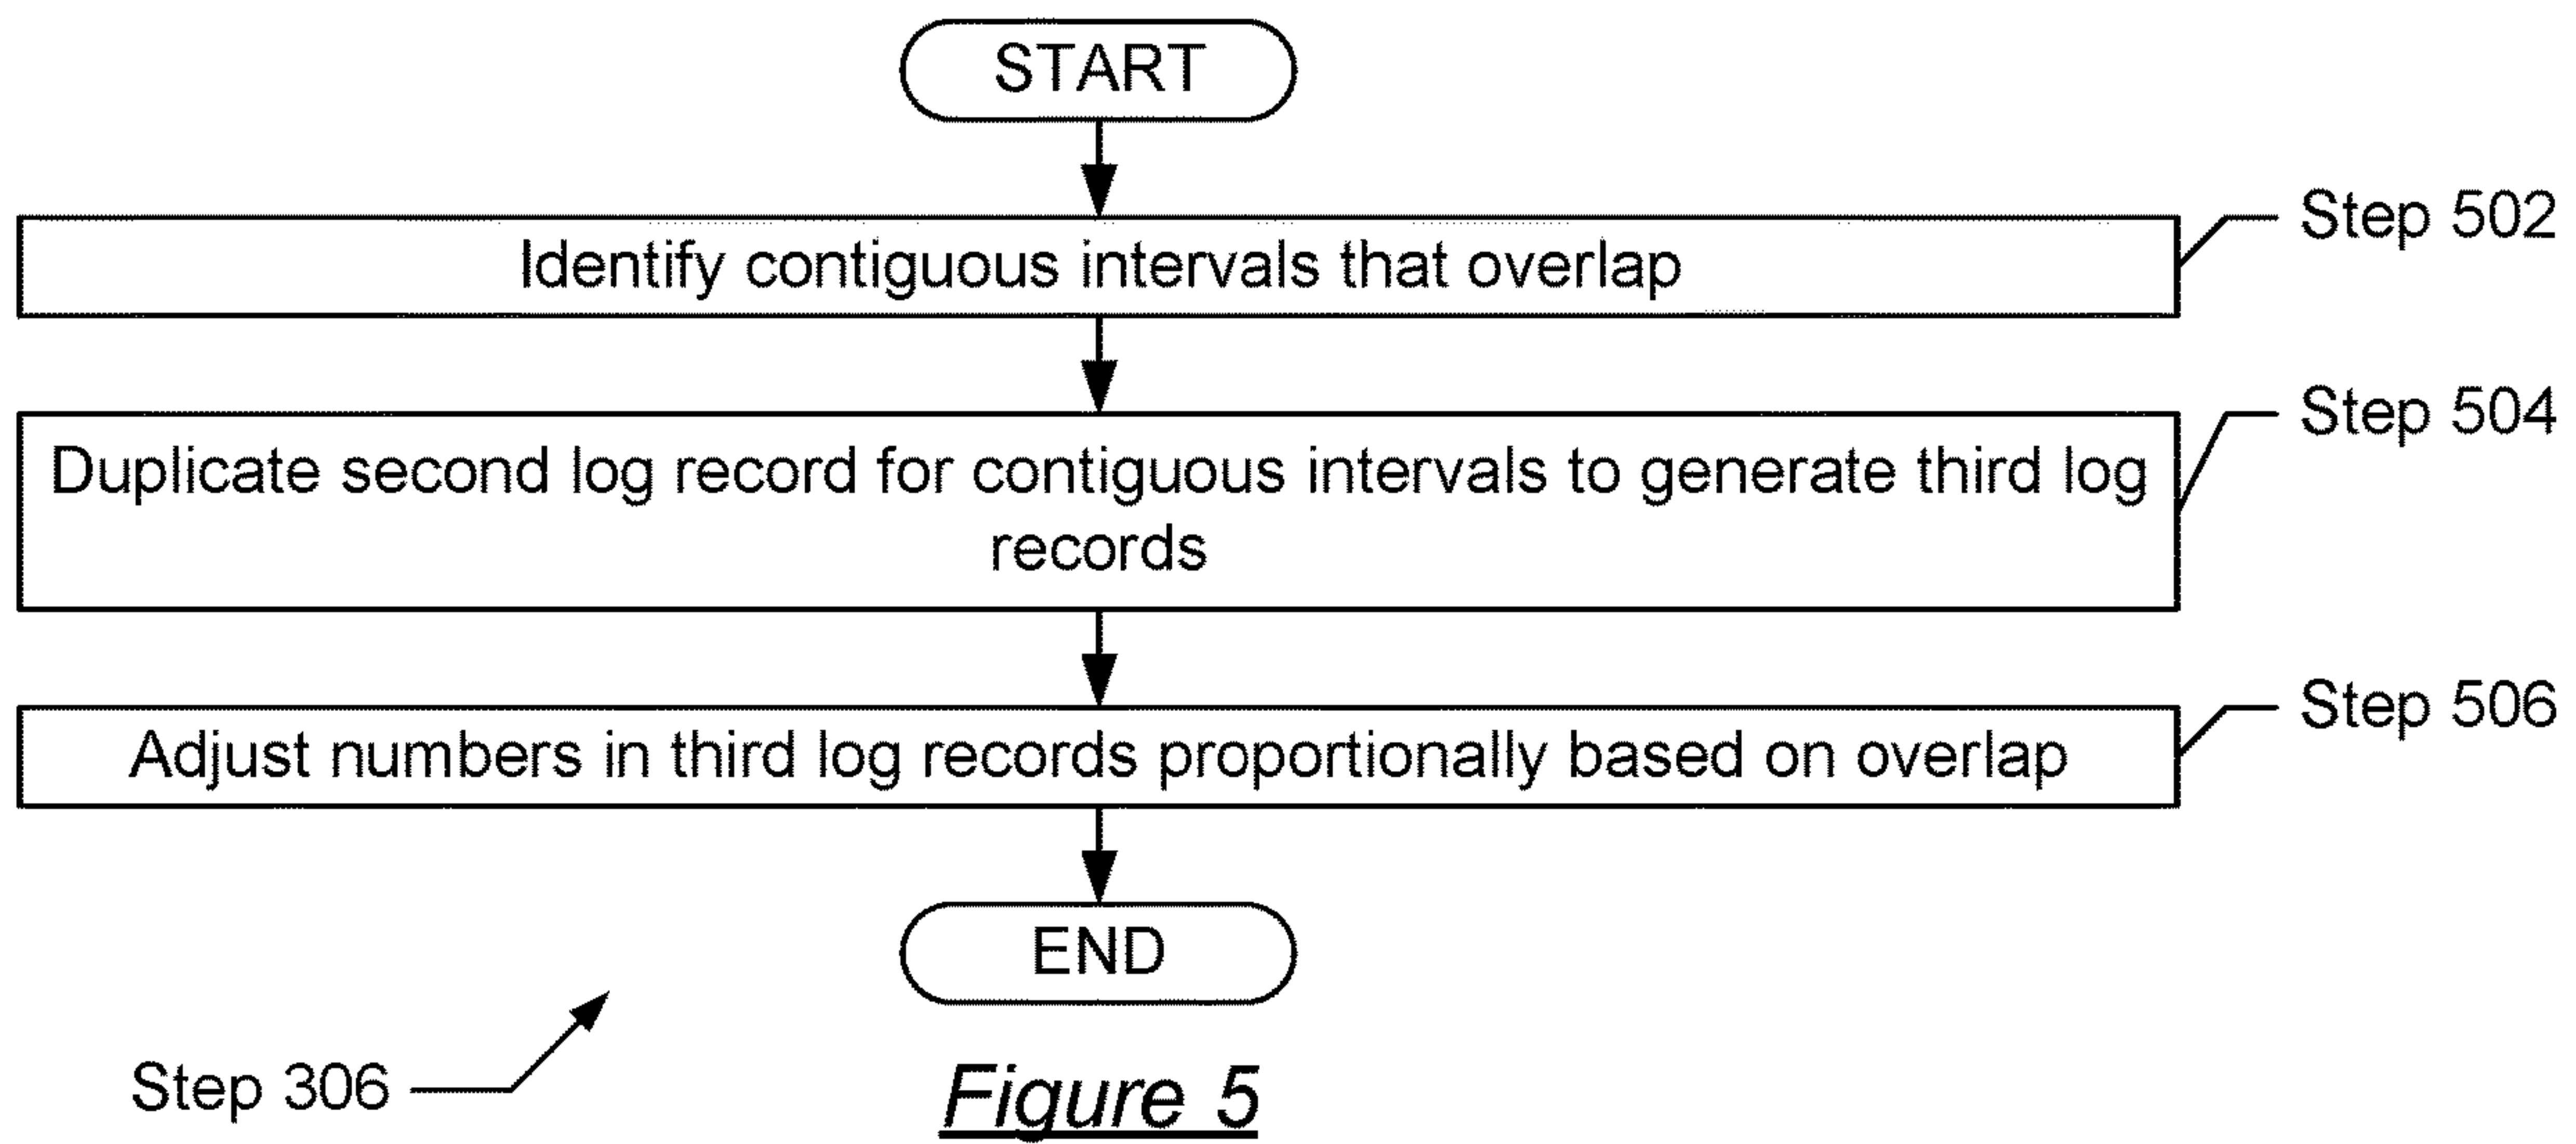 START
Step 502
Identify contiguous intervals that overlap
Step 504
Duplicate second log record for contiguous intervals to generate third log
records
Step 506
Adjust numbers in third log records proportionally based on overlap
END
Step 306
Figure 5